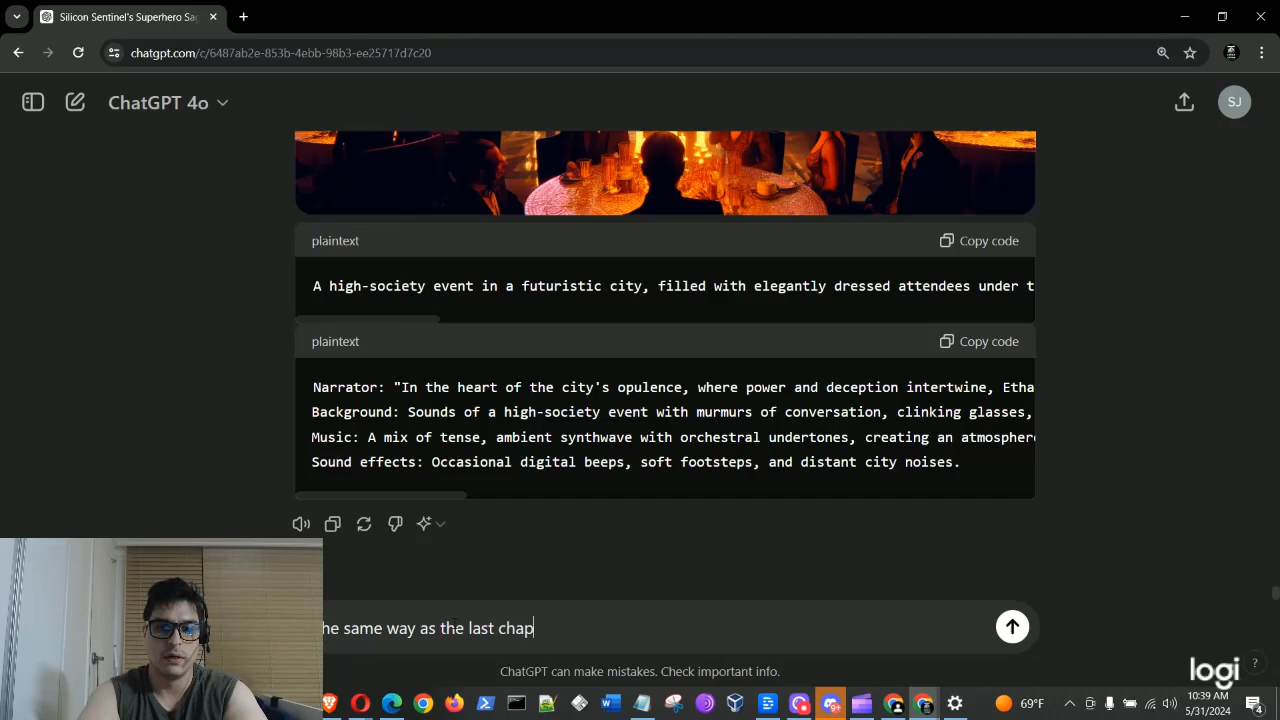 Silicon Sentinel's Superhero Sag
chatgpt.com/c/6487ab2e-853b-4ebb-98b3-ee25717d7c20
ChatGPT 4o
SJ
plaintext
Copy code
A high-society event in a futuristic city, filled with elegantly dressed attendees under t
plaintext
Copy code
Narrator: "In the heart of the city's opulence, where power and deception intertwine, Etha
Background: Sounds of a high-society event with murmurs of conversation, clinking glasses,
Music: A mix of tense, ambient synthwave with orchestral undertones, creating an atmosphere
Sound effects: Occasional digital beeps, soft footsteps, and distant city noises.
he same way as the last chap
ChatGPT can make mistakes. Check important info.
?
logi
69°F
10:39 AM
5/31/2024
4